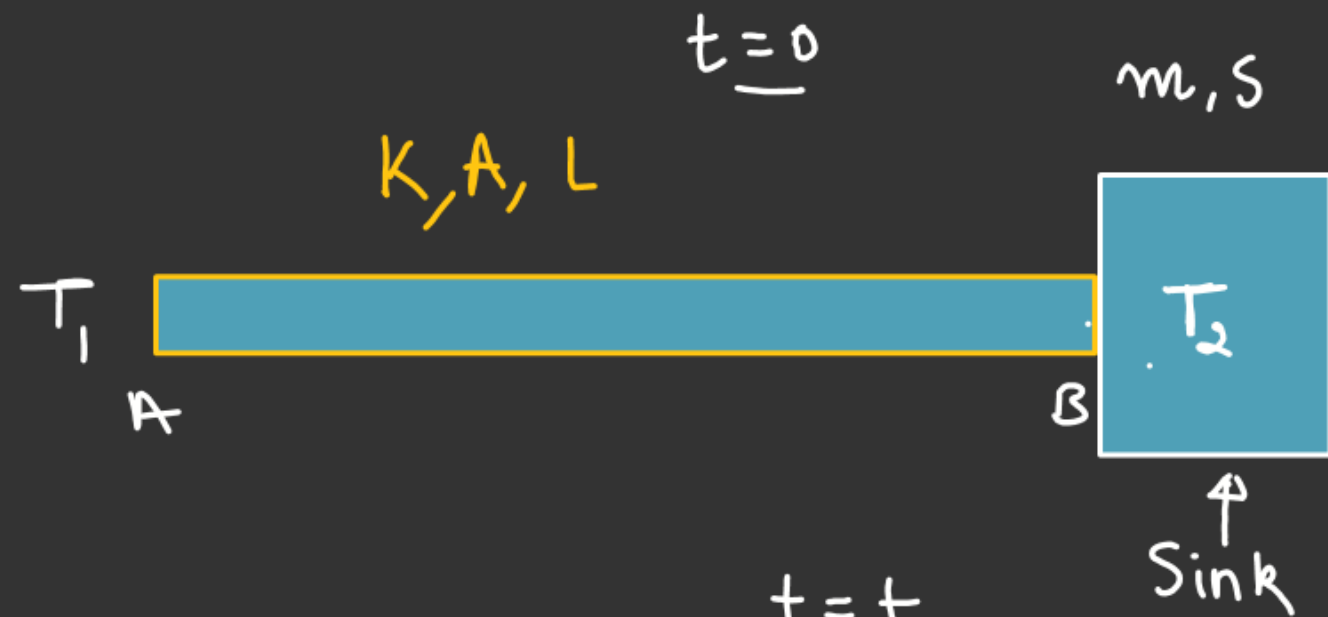 t = 0
m, S
K, A, L
T₁
T₂
A
B
Sink
t = t